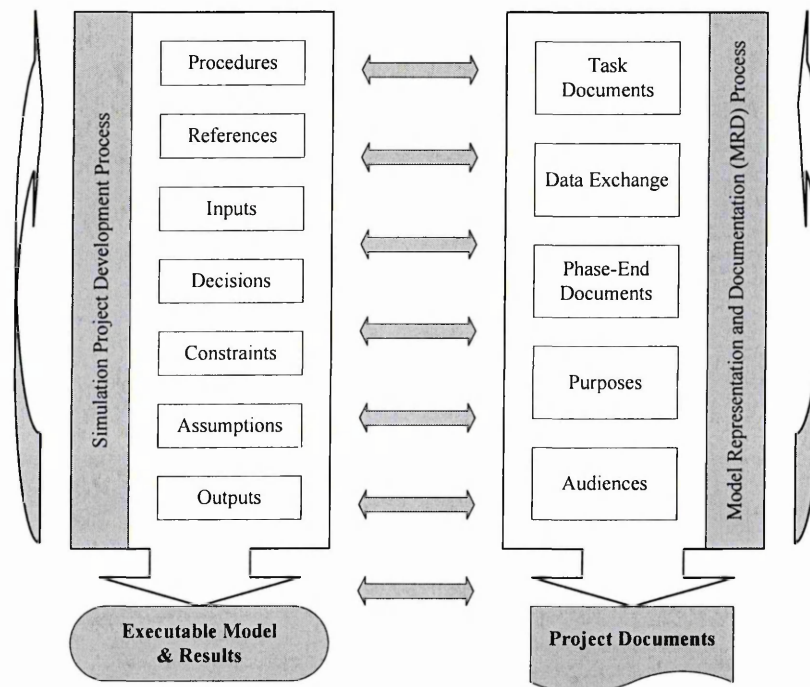 Simulation Project Development Process
Procedures
References
Inputs
Decisions
Constraints
Assumptions
Outputs
Executable Model
& Results
Task
Documents
Data Exchange
Phase-End
Documents
Purposes
Audiences
Model Representation and Documentation (MRD) Process
Project Documents